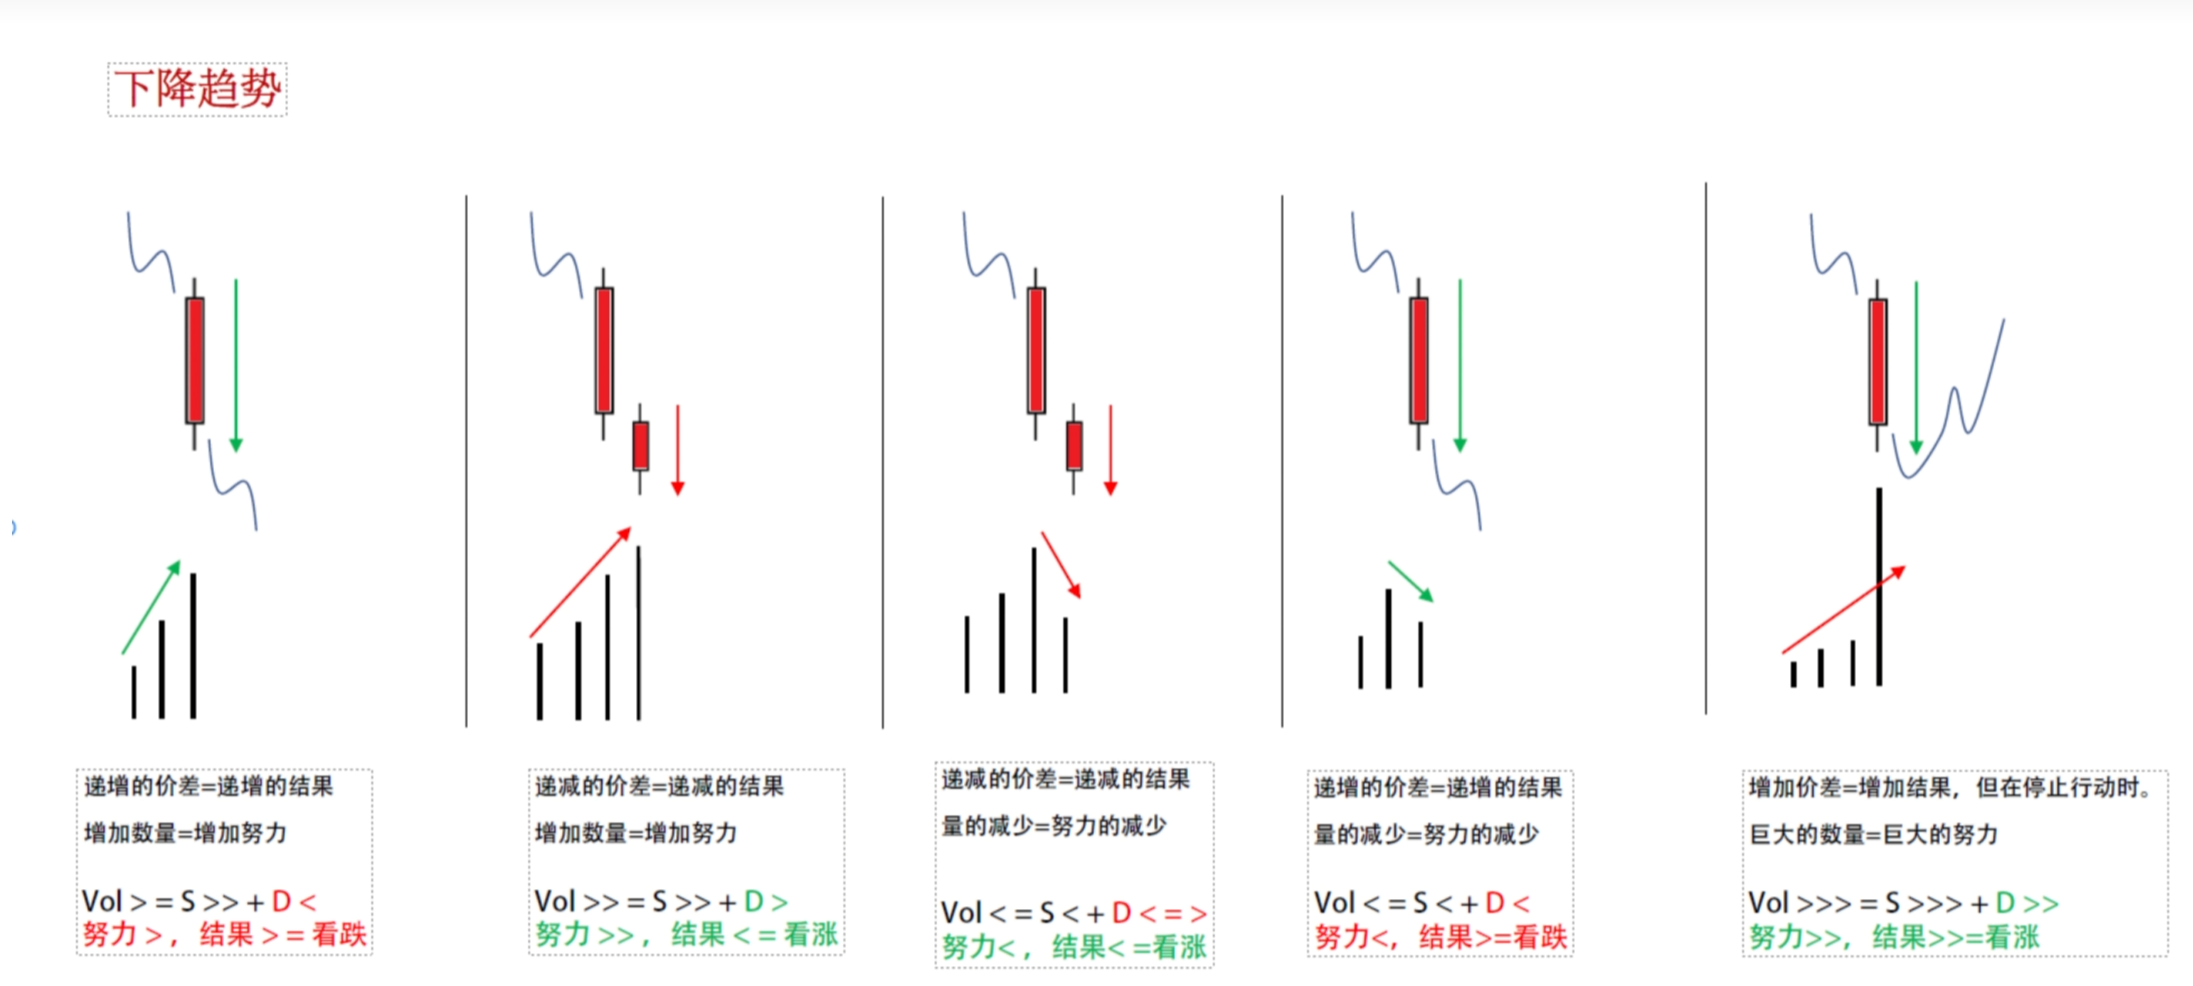 下降趋势
递增的价差=递增的结果
增加数量=增加努力
Vol > = S >> + D <
努力 >， 结果 > = 看跌
递减的价差=递减的结果
增加数量=增加努力
Vol >> = S >> + D >
努力 >>， 结果 < = 看涨
递减的价差=递减的结果
量的减少=努力的减少
Vol < = S < + D < = >
努力<， 结果< =看涨
递增的价差=递增的结果
量的减少=努力的减少
Vol < = S < + D <
努力<， 结果>=看跌
增加价差=增加结果，但在停止行动时。
巨大的数量=巨大的努力
Vol >>> = S >>> + D >>
努力>>， 结果>>=看涨